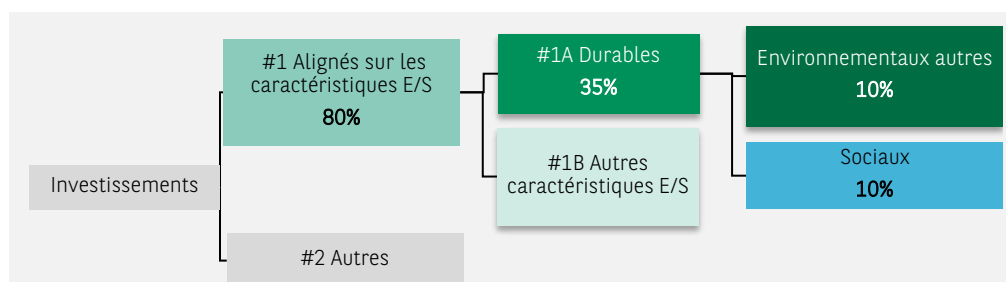 #1 Alignés sur les
caractéristiques E/S
80%
#1A Durables
35%
Environnementaux autres
10%
#1B Autres
caractéristiques E/S
Sociaux
10%
Investissements
#2 Autres